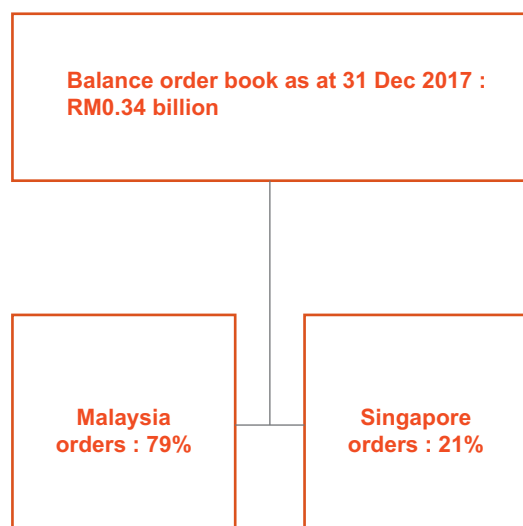 Balance order book as at 31 Dec 2017 :
RM0.34 billion
Malaysia
orders : 79%
Singapore
orders : 21%